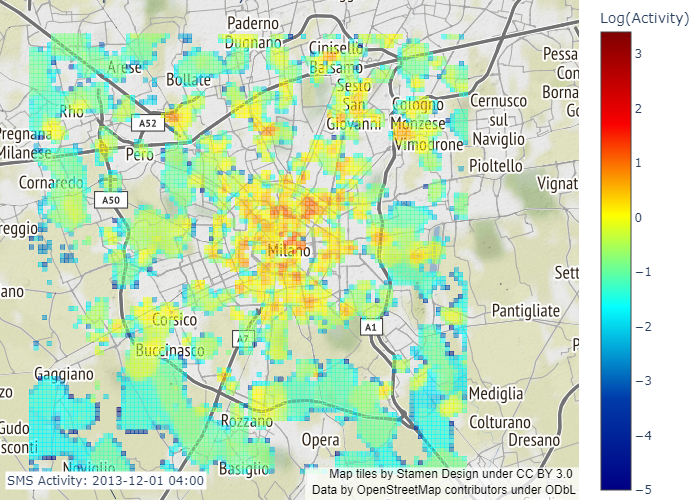 Log(Activity)
Paderno
Dugnano
Cinisello
Balsamo
Arese
Bollate
Sesto
San
Giovanni
Cologno
Monzese
Vimodrone
Cernusco
sul
Naviglio
Pessa
Con
Borna
Go
Rho
A52
Pregnana
Milanese
Pero
Pioltello
Cornaredo
A50
Vignat
reggio
Milano
Sett
ano
Pantigliate
Corsico
A7
A1
Buccinasco
P
Gaggiano
zo
Mediglia
Rozzano
Colturano
Gudo
sconti
Opera
Dresano
Noviglio
Basiglio
3
2
1
0
−1
−2
−3
−4
−5
SMS Activity: 2013-12-01 04:00
Map tiles by Stamen Design under CC BY 3.0
Data by OpenStreetMap contributors under ODbL